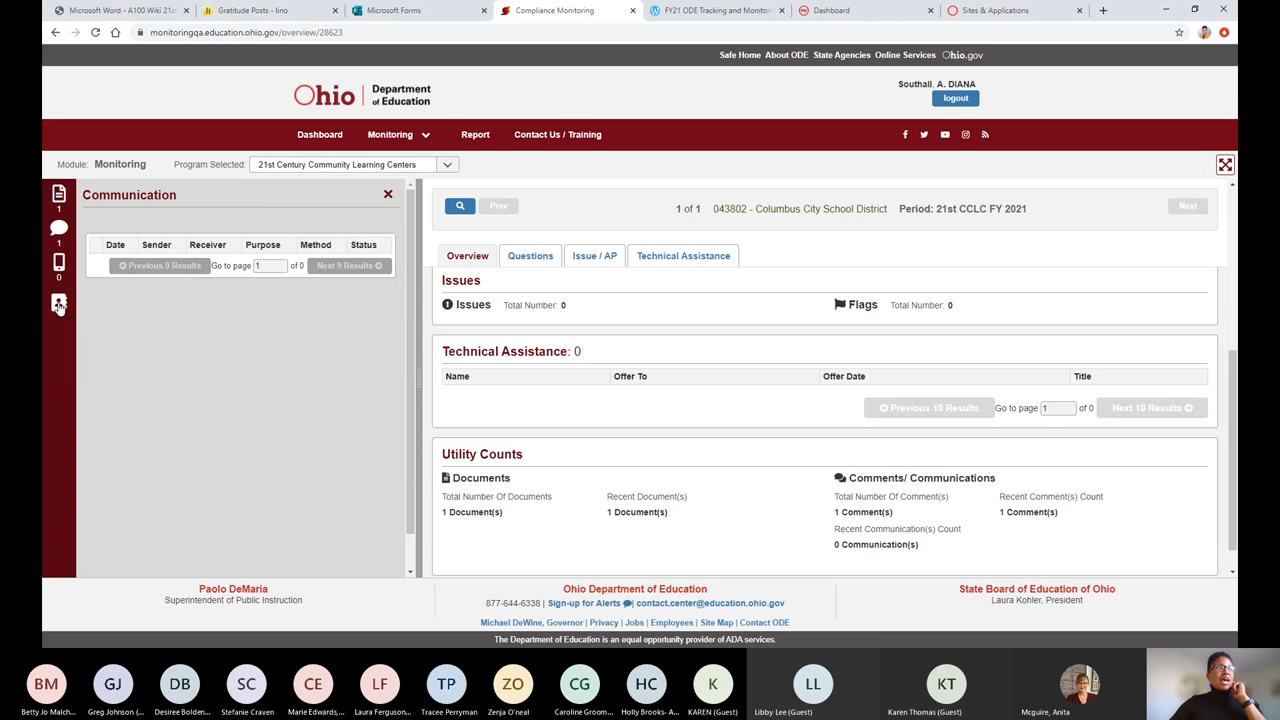 Microsoft Word - A100 Wiki 21st
Gratitude Posts - lino
Microsoft Forms
Compliance Monitoring
FY21 ODE Tracking and Monitori
Dashboard
Sites & Applications
monitoringqa.education.ohio.gov/overview/28623
Safe Home About ODE State Agencies Online Services Ohio.gov
Ohio Department of Education
Southall, A. DIANA
logout
Dashboard Monitoring Report Contact Us / Training
Module: Monitoring Program Selected: 21st Century Community Learning Centers
1
1
0
Communication
Date Sender Receiver Purpose Method Status
Previous 9 Results Go to page 1 of 0 Next 9 Results
Prev 1 of 1 043802 - Columbus City School District Period: 21st CCLC FY 2021 Next
Overview Questions Issue / AP Technical Assistance
Issues
Issues Total Number: 0 Flags Total Number: 0
Technical Assistance: 0
Name Offer To Offer Date Title
Previous 10 Results Go to page 1 of 0 Next 10 Results
Utility Counts
Documents Comments/ Communications
Total Number Of Documents Recent Document(s) Total Number Of Comment(s) Recent Comment(s) Count
1 Document(s) 1 Document(s) 1 Comment(s) 1 Comment(s)
Recent Communication(s) Count
0 Communication(s)
Paolo DeMaria
Superintendent of Public Instruction
Ohio Department of Education
877-644-6338 | Sign-up for Alerts | contact.center@education.ohio.gov
Michael DeWine, Governor | Privacy | Jobs | Employees | Site Map | Contact ODE
State Board of Education of Ohio
Laura Kohler, President
The Department of Education is an equal opportunity provider of ADA services.
BM GJ DB SC CE LF TP ZO CG HC K LL KT
Betty Jo Malch... Greg Johnson (... Desiree Bolden... Stefanie Craven Marie Edwards,... Laura Ferguson... Tracee Perryman Zenja O'neal Caroline Groom... Holly Brooks- A... KAREN (Guest) Libby Lee (Guest) Karen Thomas (Guest) Mcguire, Anita